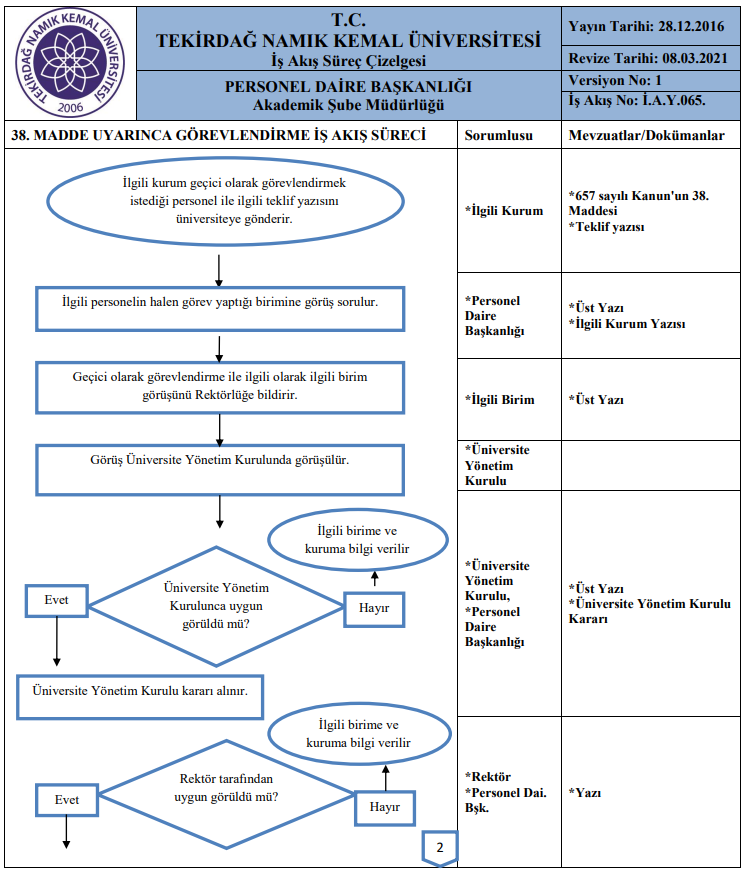 TEKİRDAĞ NAMIK KEMAL ÜNİVERSİTESİ
2006
T.C.
TEKİRDAĞ NAMIK KEMAL ÜNİVERSİTESİ
İş Akış Süreç Çizelgesi
PERSONEL DAİRE BAŞKANLIĞI
Akademik Şube Müdürlüğü
Yayın Tarihi: 28.12.2016
Revize Tarihi: 08.03.2021
Versiyon No: 1
İş Akış No: İ.A.Y.065.
38. MADDE UYARINCA GÖREVLENDİRME İŞ AKIŞ SÜRECİ
Sorumlusu
Mevzuatlar/Dokümanlar
İlgili kurum geçici olarak görevlendirmek
istediği personel ile ilgili teklif yazısını
üniversiteye gönderir.
*İlgili Kurum
*657 sayılı Kanun'un 38.
Maddesi
*Teklif yazısı
İlgili personelin halen görev yaptığı birimine görüş sorulur.
*Personel
Daire
Başkanlığı
*Üst Yazı
*İlgili Kurum Yazısı
Geçici olarak görevlendirme ile ilgili olarak ilgili birim
görüşünü Rektörlüğe bildirir.
*İlgili Birim
*Üst Yazı
Görüş Üniversite Yönetim Kurulunda görüşülür.
*Üniversite
Yönetim
Kurulu
İlgili birime ve
kuruma bilgi verilir
Üniversite Yönetim
Kurulunca uygun
görüldü mü?
Evet
Hayır
*Üniversite
Yönetim
Kurulu,
*Personel
Daire
Başkanlığı
*Üst Yazı
*Üniversite Yönetim Kurulu
Kararı
Üniversite Yönetim Kurulu kararı alınır.
İlgili birime ve
kuruma bilgi verilir
Rektör tarafından
uygun görüldü mü?
Evet
Hayır
*Rektör
*Personel Dai.
Bşk.
*Yazı
2